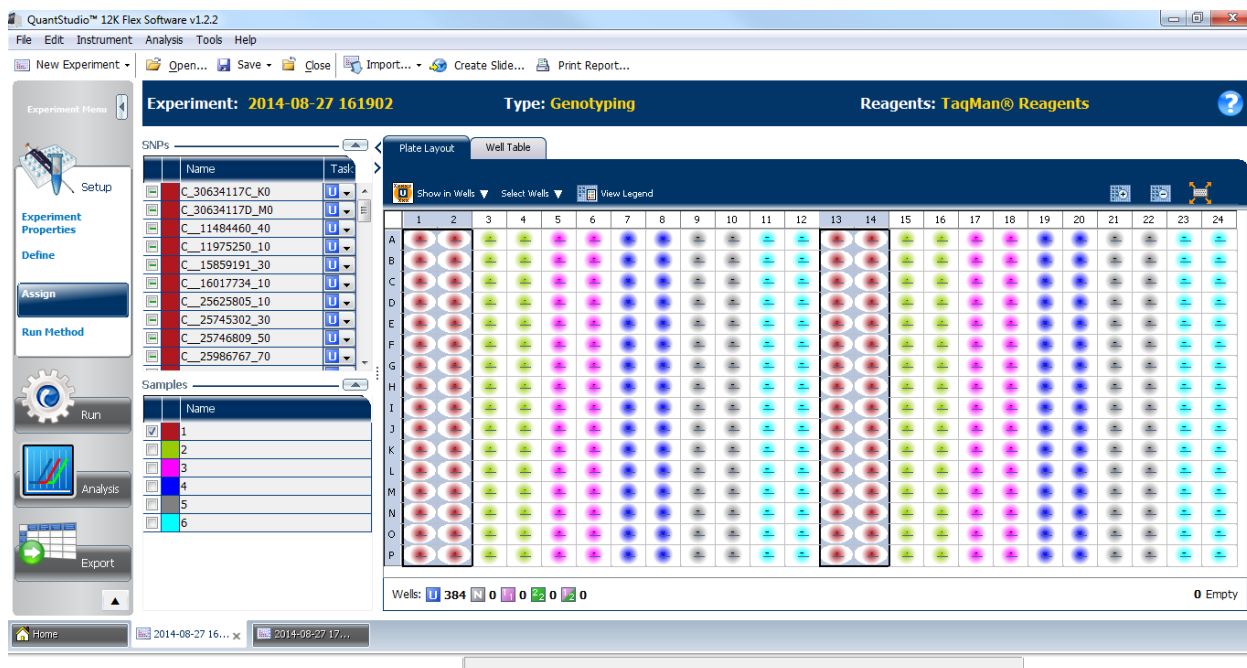 QuantStudio™ 12K Flex Software v1.2.2
File Edit Instrument Analysis Tools Help
New Experiment Open... Save Close Import... Create Slide... Print Report...
Experiment Menu
Experiment: 2014-08-27 161902 Type: Genotyping Reagents: TaqMan® Reagents ?
Setup
Experiment Properties
Define
Assign
Run Method
Run
Analysis
Export
SNPs
Name Task
C_30634117C_K0 U
C_30634117D_M0 U
C__11484460_40 U
C__11975250_10 U
C__15859191_30 U
C__16017734_10 U
C__25625805_10 U
C__25745302_30 U
C__25746809_50 U
C__25986767_70 U
Samples
Name
1
2
3
4
5
6
Plate Layout Well Table
U Show in Wells ▼ Select Wells ▼ View Legend
1 2 3 4 5 6 7 8 9 10 11 12 13 14 15 16 17 18 19 20 21 22 23 24
A
B
C
D
E
F
G
H
I
J
K
L
M
N
O
P
Wells: U 384 N 0 0 0 0 0 Empty
Home 2014-08-27 16... x 2014-08-27 17...